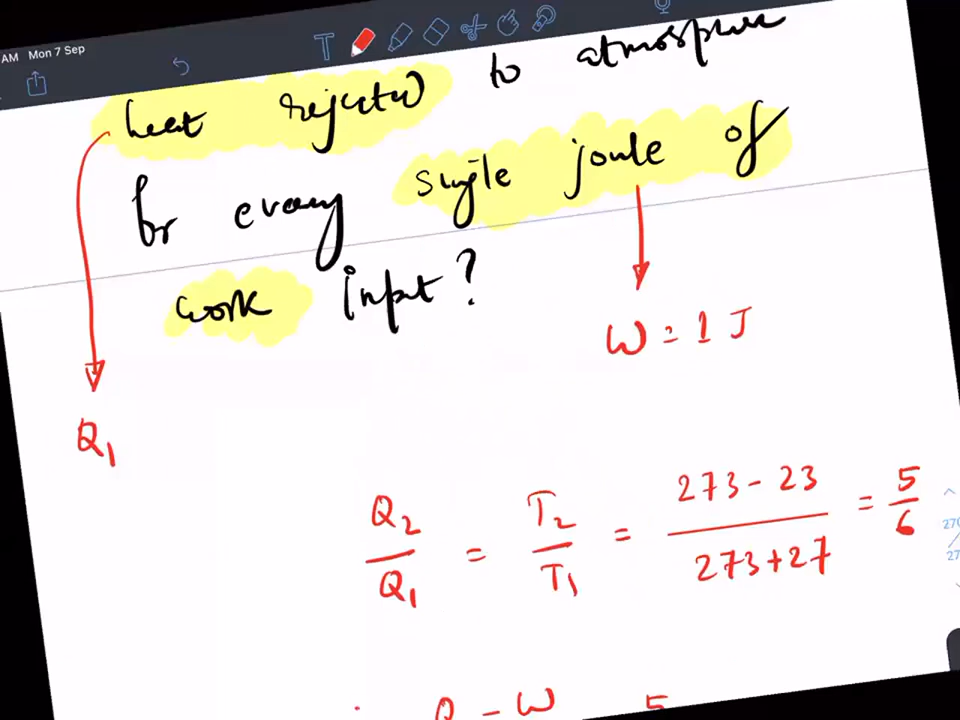 AM Mon 7 Sep
T
heat rejected to atmosphere
for every single joule of
work input?
W = 1 J
Q₁
Q₂/Q₁ = T₂/T₁ = 273 - 23/273 + 27 = 5/6
Q - W 5